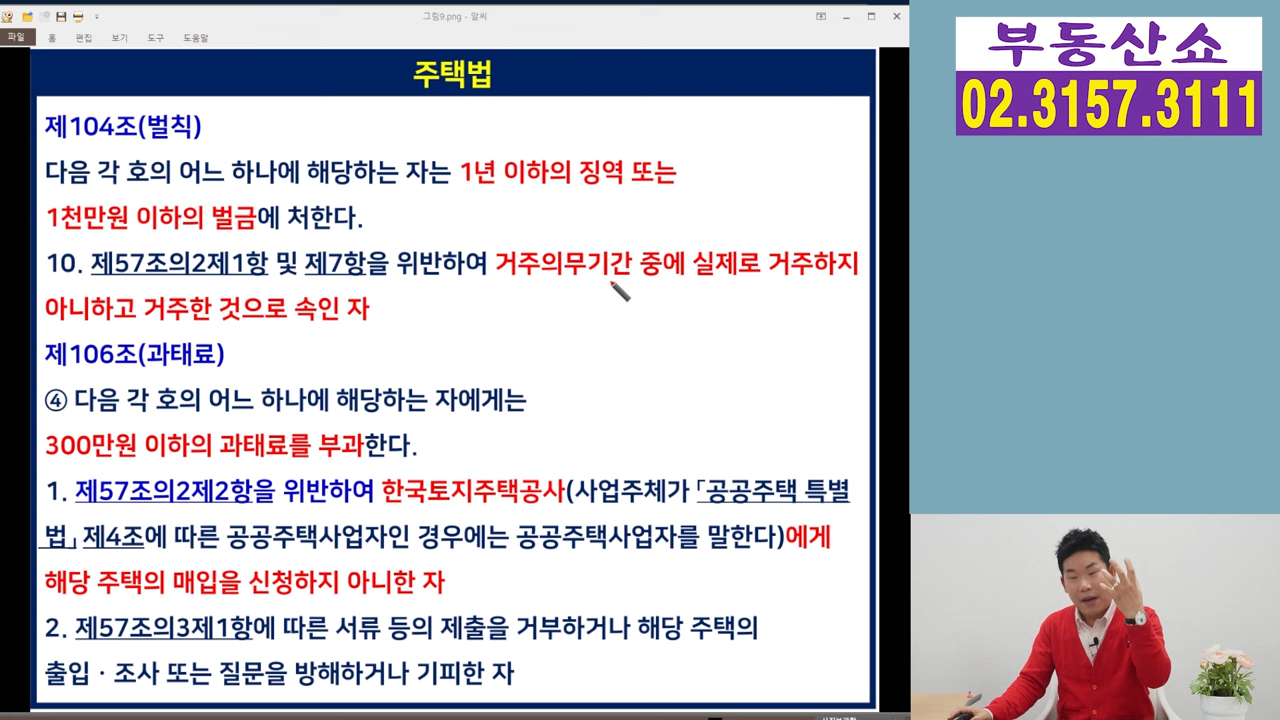 그림9.png - 알씨
파일 홈 편집 보기 도구 도움말
주택법
제104조(벌칙)
다음 각 호의 어느 하나에 해당하는 자는 1년 이하의 징역 또는
1천만원 이하의 벌금에 처한다.
10. 제57조의2제1항 및 제7항을 위반하여 거주의무기간 중에 실제로 거주하지
아니하고 거주한 것으로 속인 자
제106조(과태료)
④ 다음 각 호의 어느 하나에 해당하는 자에게는
300만원 이하의 과태료를 부과한다.
1. 제57조의2제2항을 위반하여 한국토지주택공사(사업주체가 「공공주택 특별
법」 제4조에 따른 공공주택사업자인 경우에는 공공주택사업자를 말한다)에게
해당 주택의 매입을 신청하지 아니한 자
2. 제57조의3제1항에 따른 서류 등의 제출을 거부하거나 해당 주택의
출입 · 조사 또는 질문을 방해하거나 기피한 자
부동산쇼
02.3157.3111